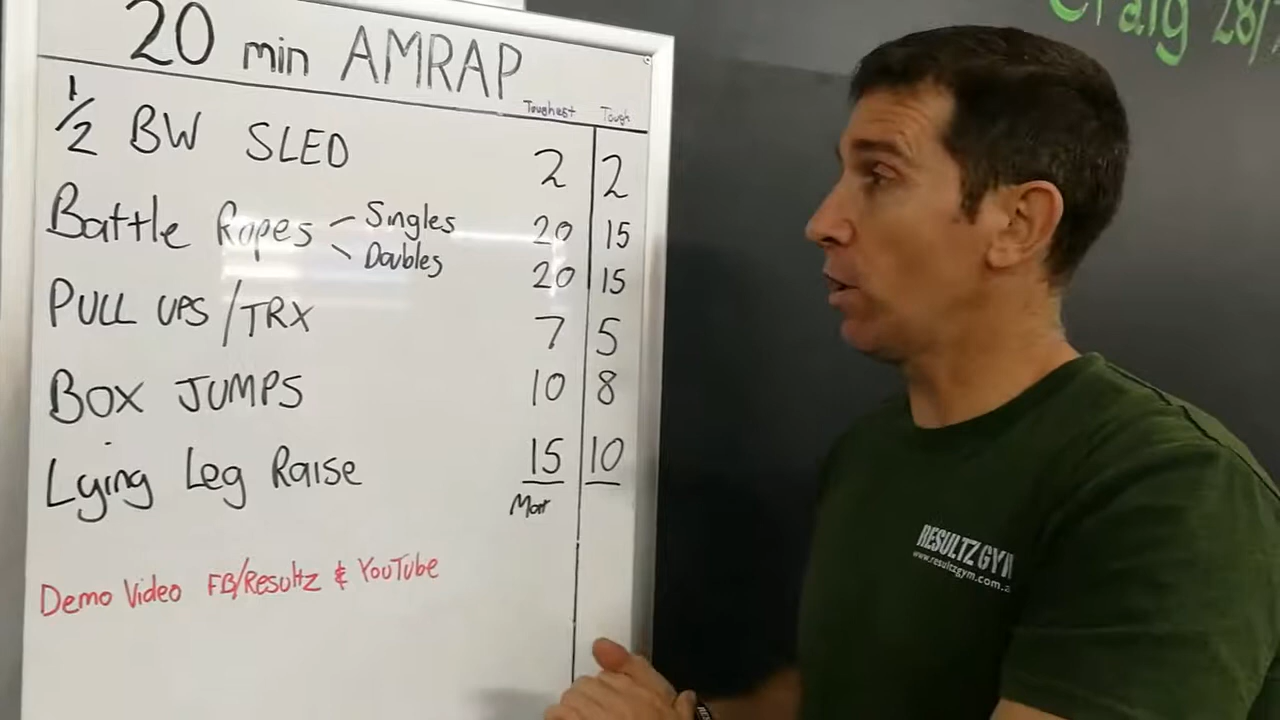 20 min AMRAP
Toughest Tough
1/2 BW SLED 2 2
Battle Ropes Singles 20 15
Doubles 20 15
PULL UPS/TRX 7 5
BOX JUMPS 10 8
Lying Leg Raise 15 10
Demo Video FB/Resultz & YouTube
Craig 28/
RESULTZ GYM
www.resultzgym.com.a